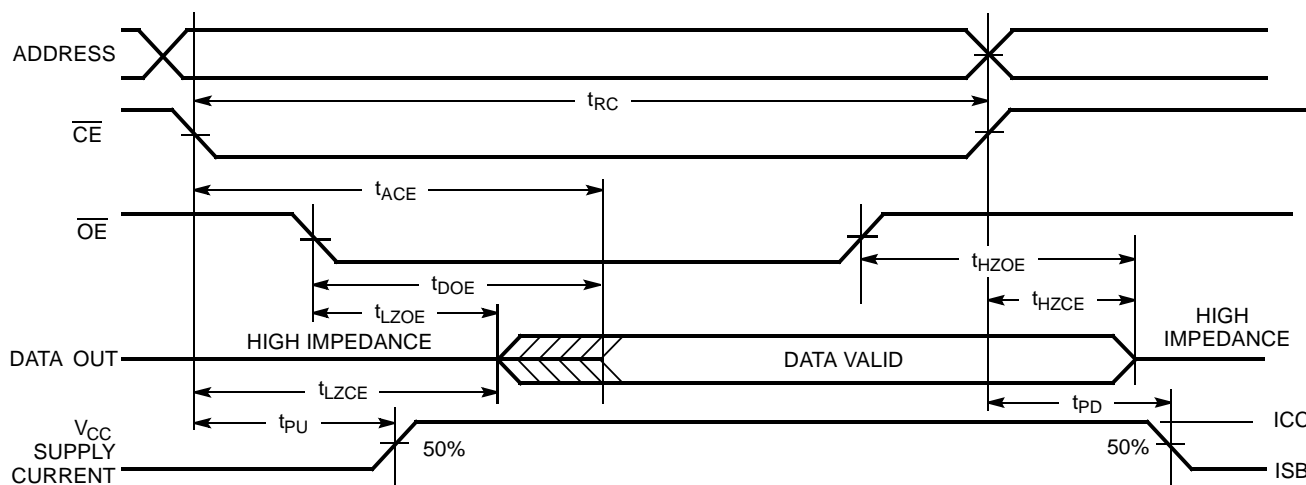 ADDRESS
tRC
CE
tACE
OE
tHZOE
tDOE
tHZCE
tLZOE
HIGH IMPEDANCE
HIGH
IMPEDANCE
DATA OUT
DATA VALID
tLZCE
tPD
tPU
VCC
SUPPLY
CURRENT
50%
50%
ICC
ISB